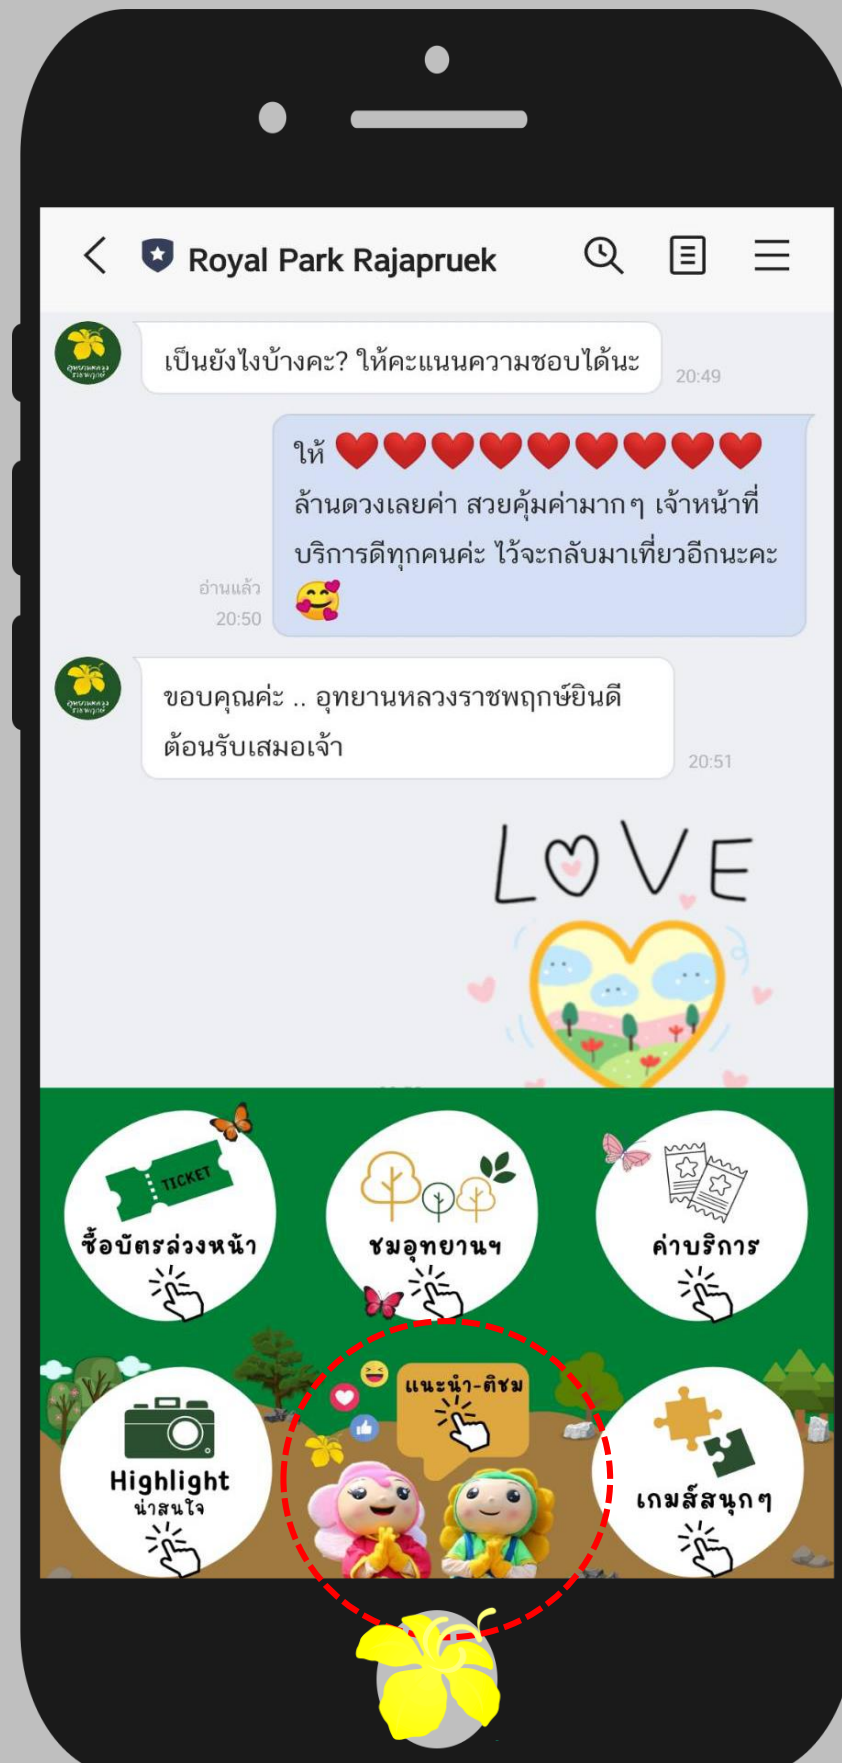 Royal Park Rajapruek
เป็นยังไงบ้างคะ? ให้คะแนนความชอบได้นะ
20:49
ให้ ❤️❤️❤️❤️❤️❤️❤️❤️❤️
ล้านดวงเลยค่า สวยคุ้มค่ามากๆ เจ้าหน้าที่
บริการดีทุกคนค่ะ ไว้จะกลับมาเที่ยวอีกนะคะ
🥰
อ่านแล้ว
20:50
ขอบคุณค่ะ .. อุทยานหลวงราชพฤกษ์ยินดี
ต้อนรับเสมอเจ้า
20:51
LOVE
TICKET
ซื้อบัตรล่วงหน้า
ชมอุทยานฯ
ค่าบริการ
แนะนำ-ติชม
Highlight
น่าสนใจ
เกมส์สนุกๆ